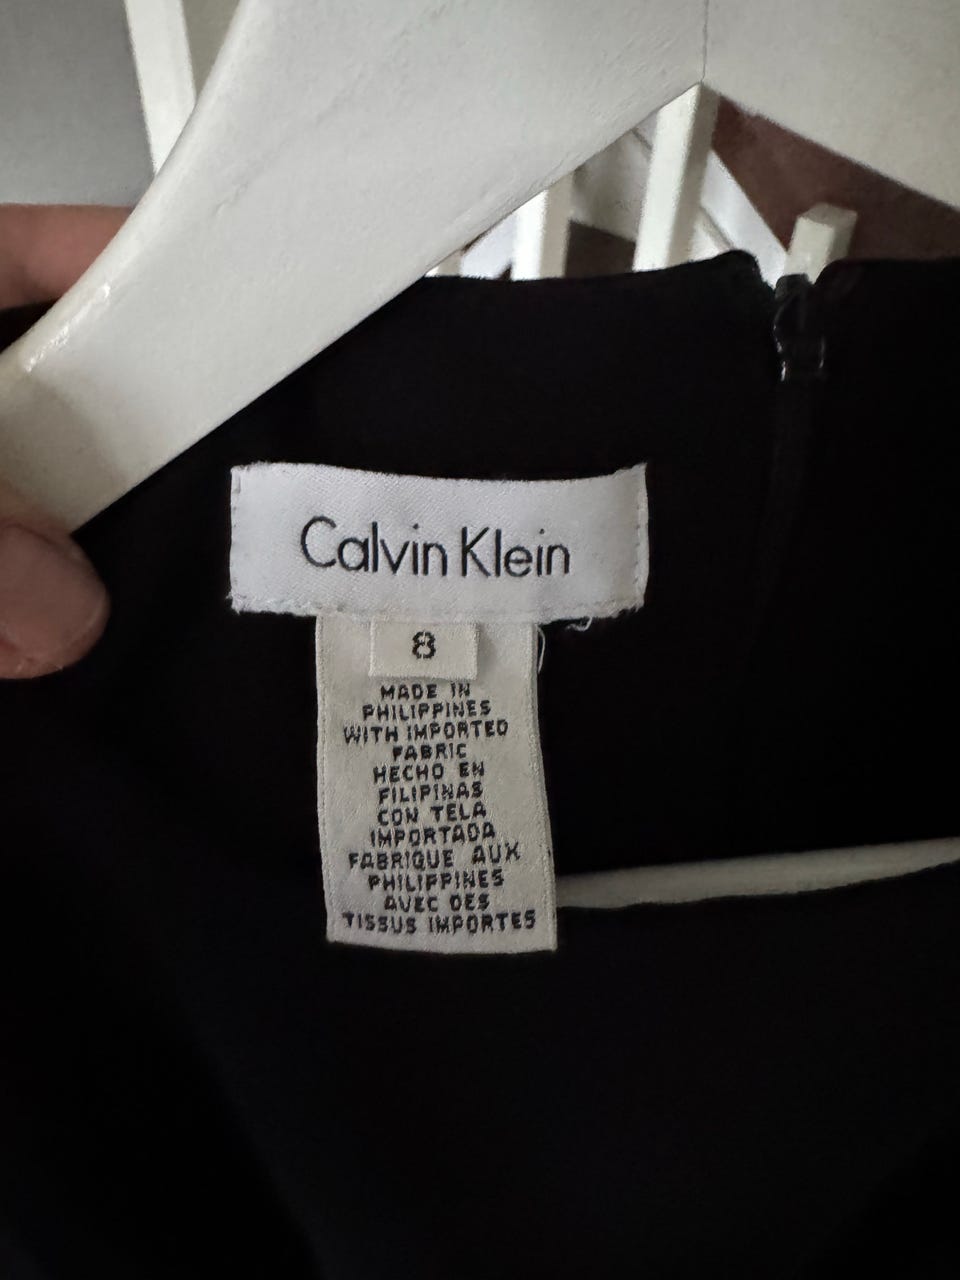 Calvin Klein
8
MADE IN
PHILIPPINES
WITH IMPORTED
FABRIC
HECHO EN
FILIPINAS
CON TELA
IMPORTADA
FABRIQUE AUX
PHILIPPINES
AVEC DES
TISSUS IMPORTES